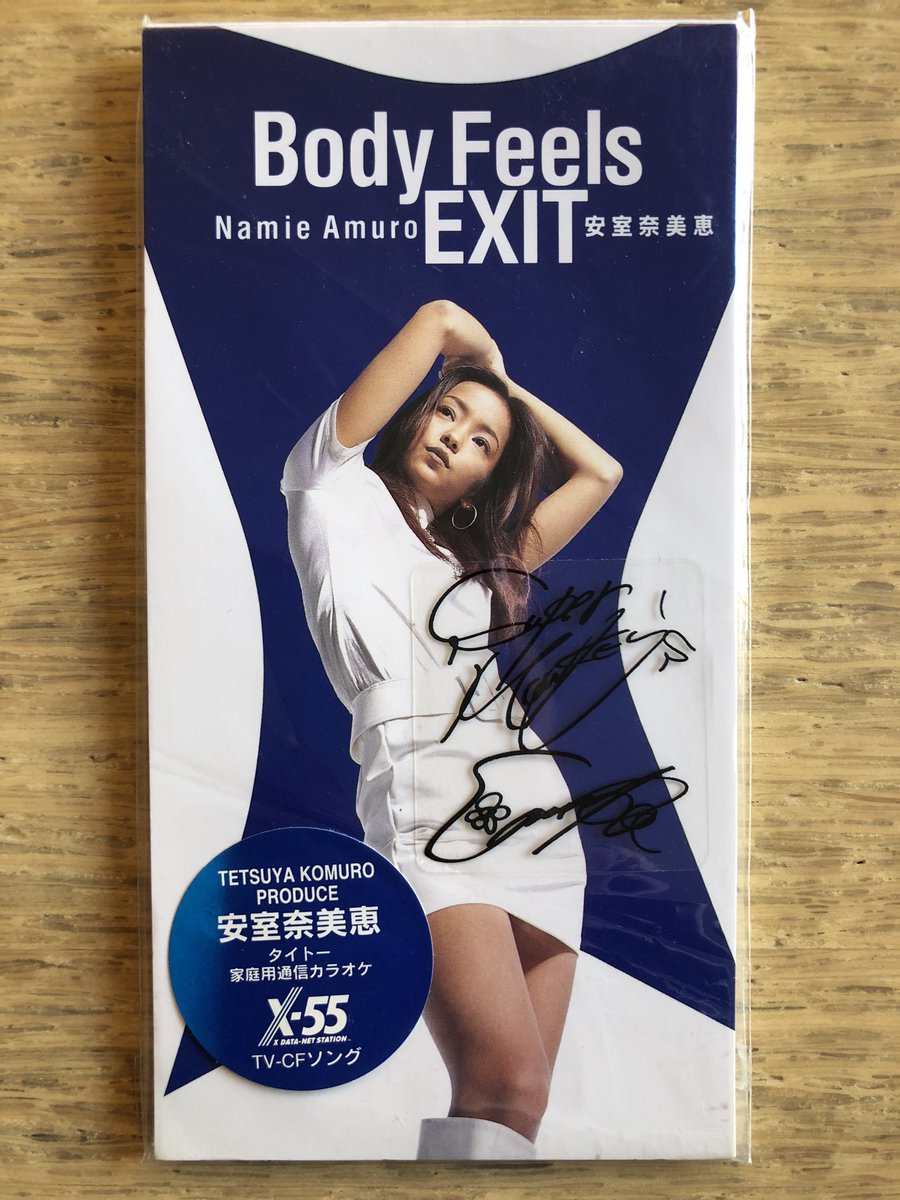 Body Feels
EXIT
Namie Amuro
安室奈美恵
Super
Monkey's
TETSUYA KOMURO
PRODUCE
安室奈美恵
タイトー
家庭用通信カラオケ
X-55
X DATA-NET STATION
TV-CFソング